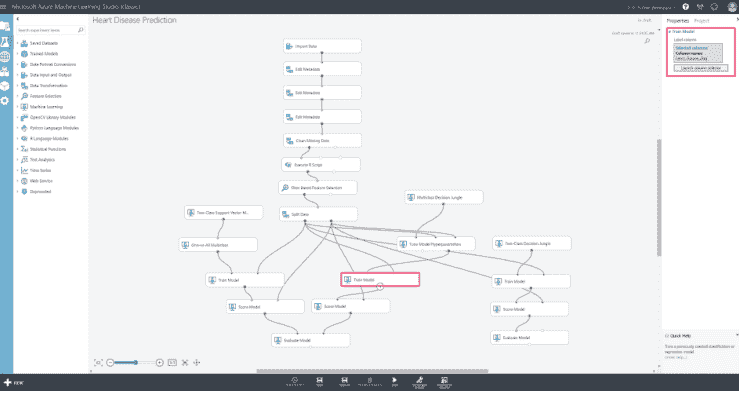 Microsoft Azure Machine Learning Studio (classic)
Heart Disease Prediction
Properties Project
Train Model
Label column
Selected columns:
Column names:
Launch column selector
Saved Datasets
Trained Models
Data Format Conversions
Data Input and Output
Data Transformation
Feature Selection
Machine Learning
OpenCV Library Modules
Python Language Modules
R Language Modules
Statistical Functions
Text Analytics
Time Series
Web Service
Deprecated
Import Data
Edit Metadata
Edit Metadata
Edit Metadata
Clean Missing Data
Execute R Script
Filter Based Feature Selection
Split Data
Multiclass Decision Jungle
Two-Class Support Vector M...
One-vs-All Multiclass
Tune Model Hyperparameters
Two-Class Decision Jungle
Train Model
Train Model
Train Model
Score Model
Score Model
Score Model
Evaluate Model
Evaluate Model
Quick Help
NEW